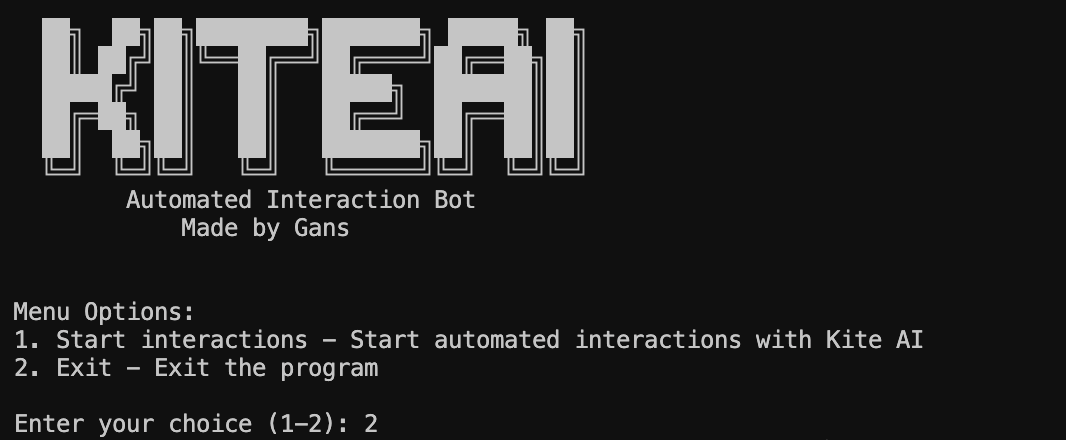 KITEAI
Automated Interaction Bot
Made by Gans
Menu Options:
1. Start interactions – Start automated interactions with Kite AI
2. Exit – Exit the program
Enter your choice (1–2): 2